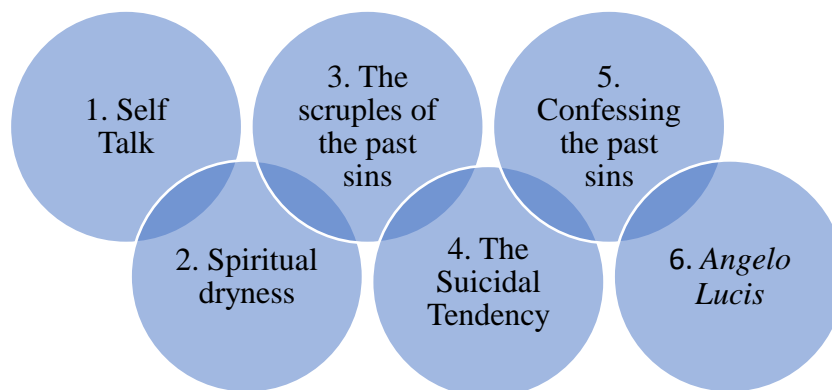 1. Self
Talk
2. Spiritual
dryness
3. The
scruples of
the past
sins
4. The
Suicidal
Tendency
5.
Confessing
the past
sins
6. Angelo
Lucis